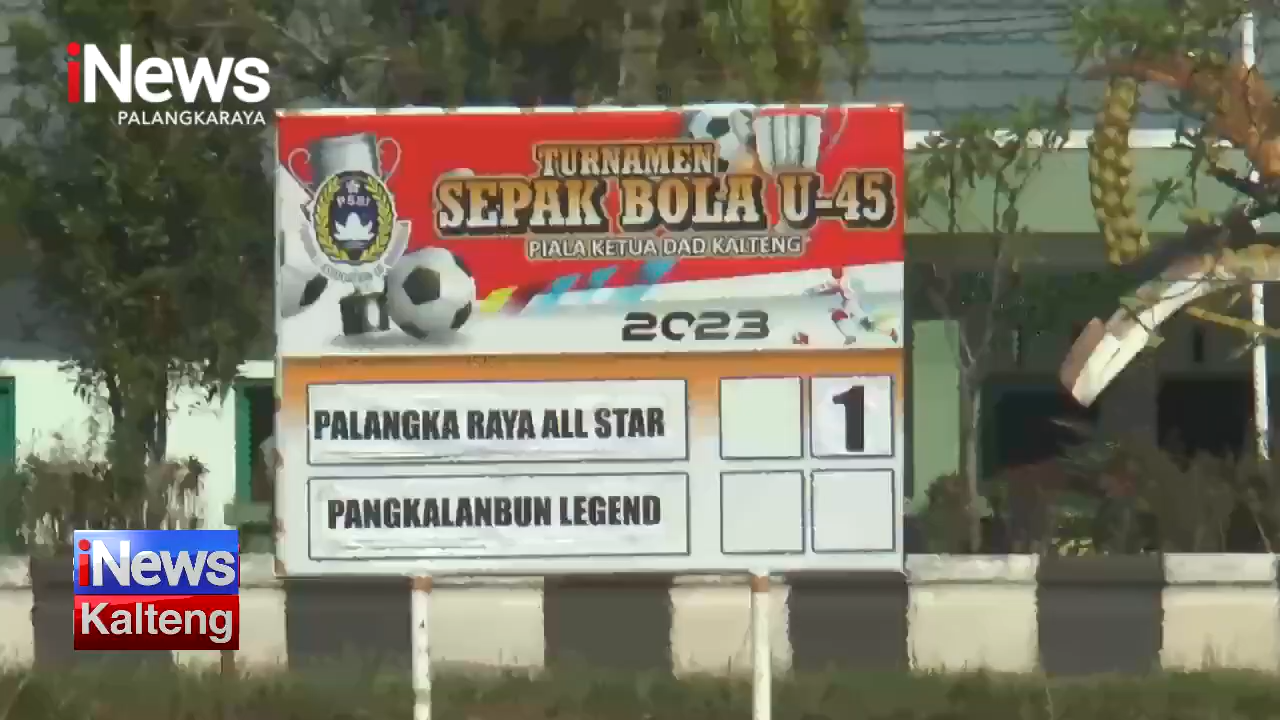 iNews
PALANGKARAYA
TURNAMEN
SEPAK BOLA U-45
PIALA KETUA DAD KALTENG
PSSI
2023
PALANGKA RAYA ALL STAR
1
PANGKALANBUN LEGEND
iNews
Kalteng